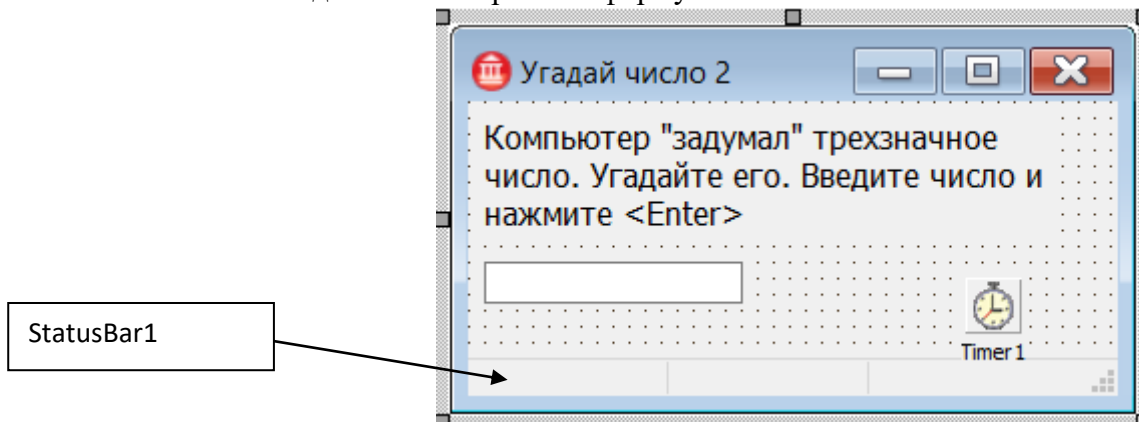 Угадай число 2
Компьютер "задумал" трехзначное
число. Угадайте его. Введите число и
нажмите <Enter>
StatusBar1
Timer1